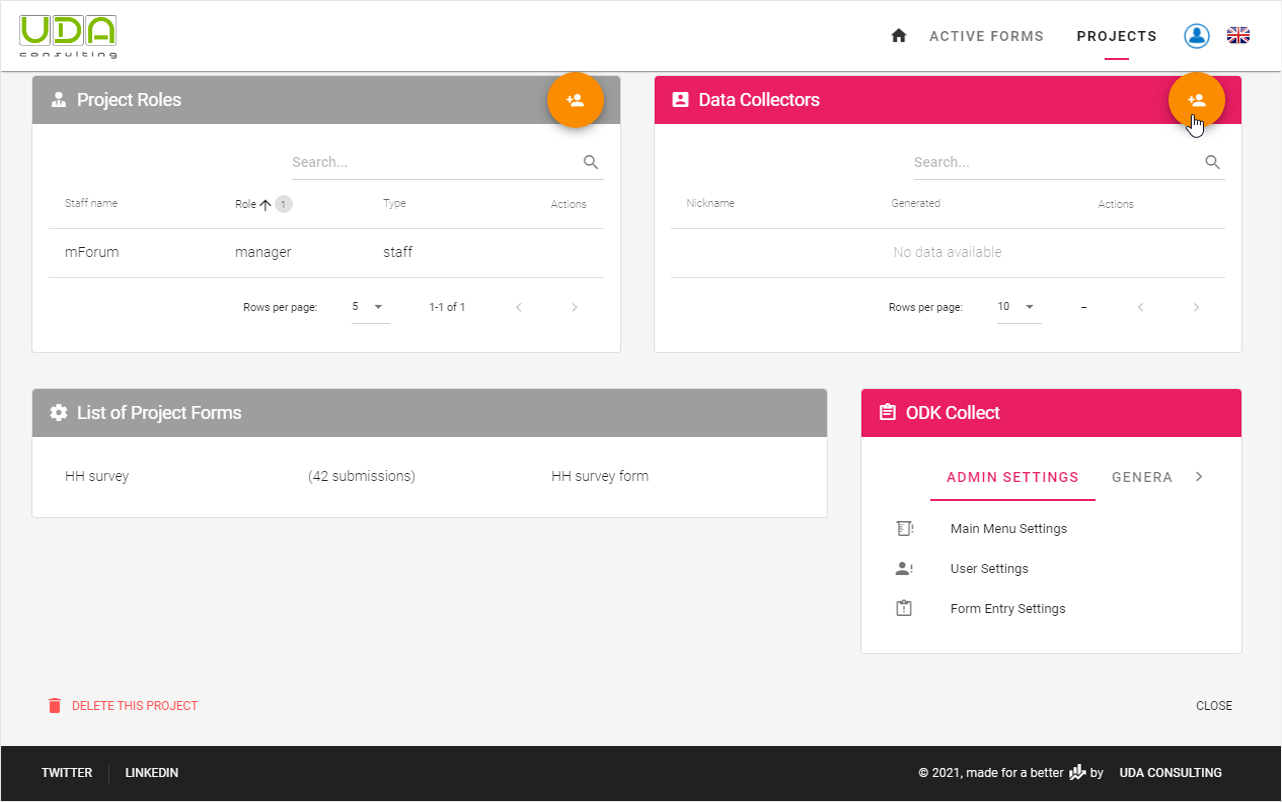 UDA
consulting
ACTIVE FORMS
PROJECTS
Project Roles
Search...
Staff name Role 1 Type Actions
mForum manager staff
Rows per page: 5 1-1 of 1
Data Collectors
Search...
Nickname Generated Actions
No data available
Rows per page: 10 –
List of Project Forms
HH survey (42 submissions) HH survey form
ODK Collect
ADMIN SETTINGS GENERA
Main Menu Settings
User Settings
Form Entry Settings
DELETE THIS PROJECT
CLOSE
TWITTER LINKEDIN
© 2021, made for a better by UDA CONSULTING